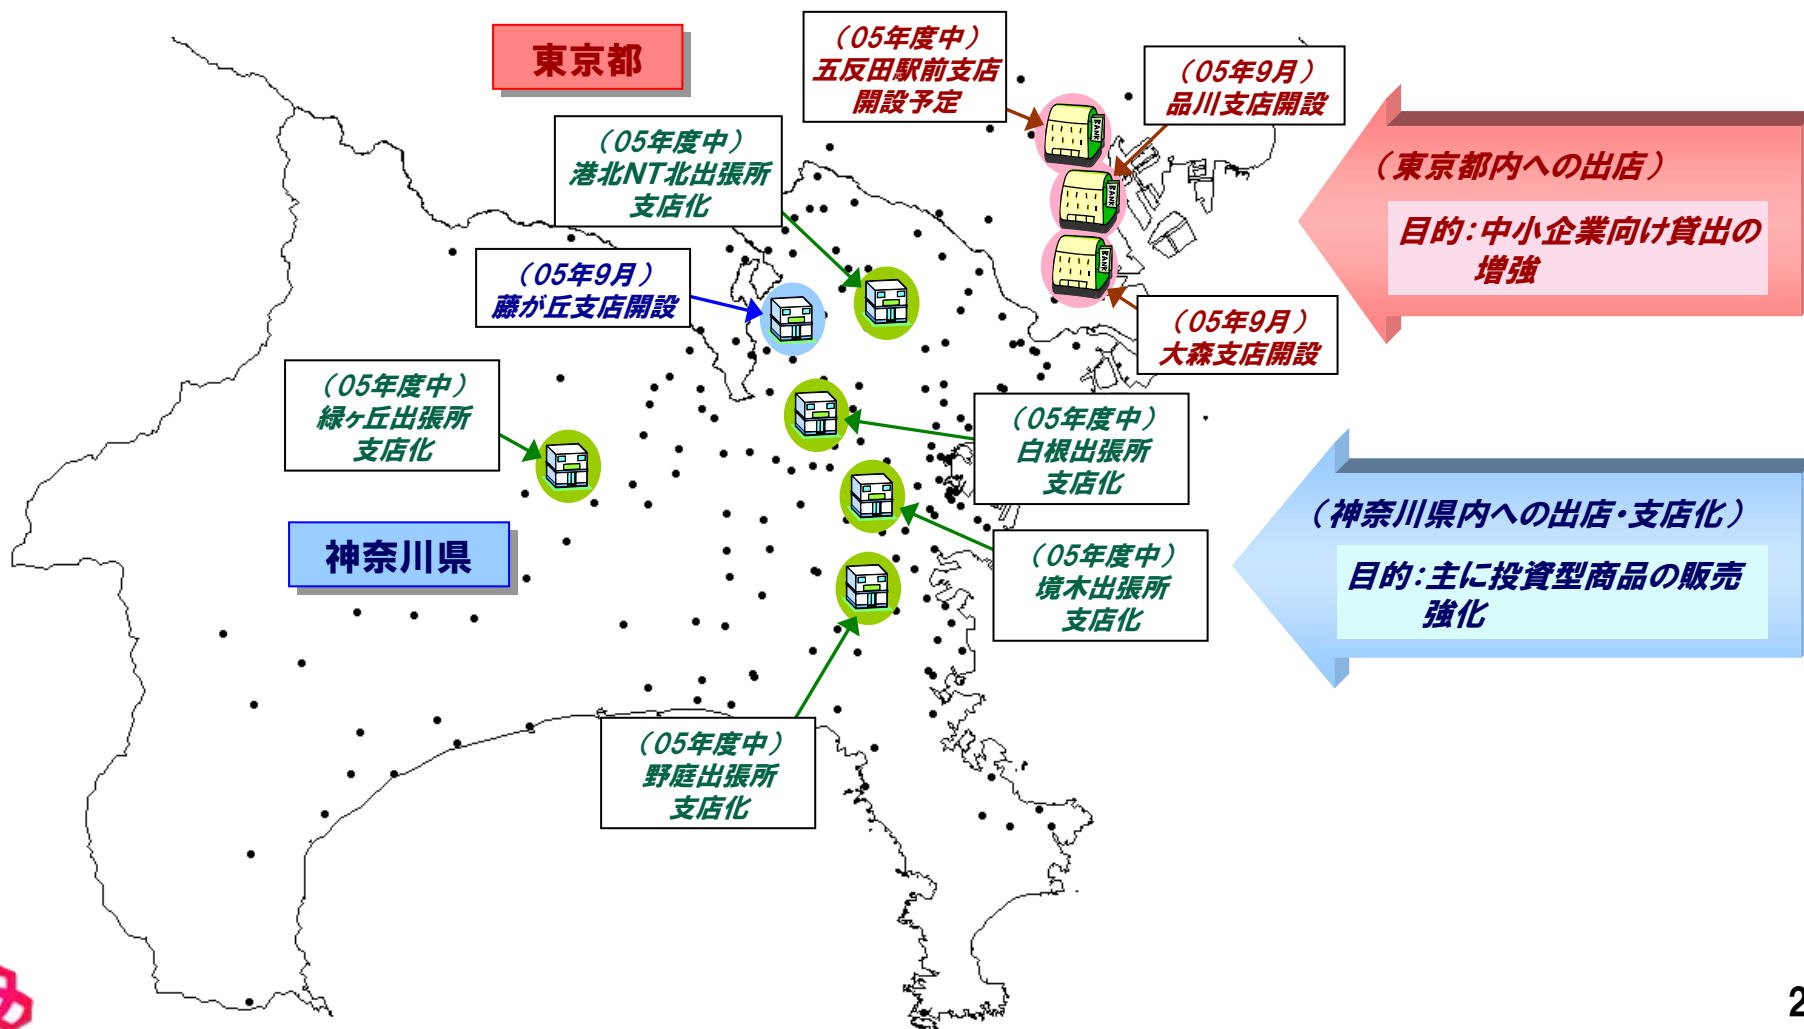 東京都
（05年度中）
五反田駅前支店
開設予定
（05年9月）
品川支店開設
（05年度中）
港北NT北出張所
支店化
（東京都内への出店）
目的：中小企業向け貸出の
増強
（05年9月）
藤が丘支店開設
（05年9月）
大森支店開設
（05年度中）
緑ヶ丘出張所
支店化
（05年度中）
白根出張所
支店化
神奈川県
（神奈川県内への出店・支店化）
目的：主に投資型商品の販売
強化
（05年度中）
境木出張所
支店化
（05年度中）
野庭出張所
支店化
BANK
BANK
BANK
2